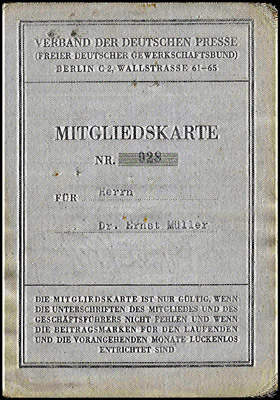 VERBAND DER DEUTSCHEN PRESSE
(FREIER DEUTSCHER GEWERKSCHAFTSBUND)
BERLIN C 2, WALLSTRASSE 61-65
MITGLIEDSKARTE
NR. 928
FÜR Herrn
Dr. Ernst Müller
DIE MITGLIEDSKARTE IST NUR GÜLTIG, WENN
DIE UNTERSCHRIFTEN DES MITGLIEDES UND DES
GESCHÄFTSFÜHRERS NICHT FEHLEN UND WENN
DIE BEITRAGSMARKEN FÜR DEN LAUFENDEN
UND DIE VORANGEHENDEN MONATE LÜCKENLOS
ENTRICHTET SIND